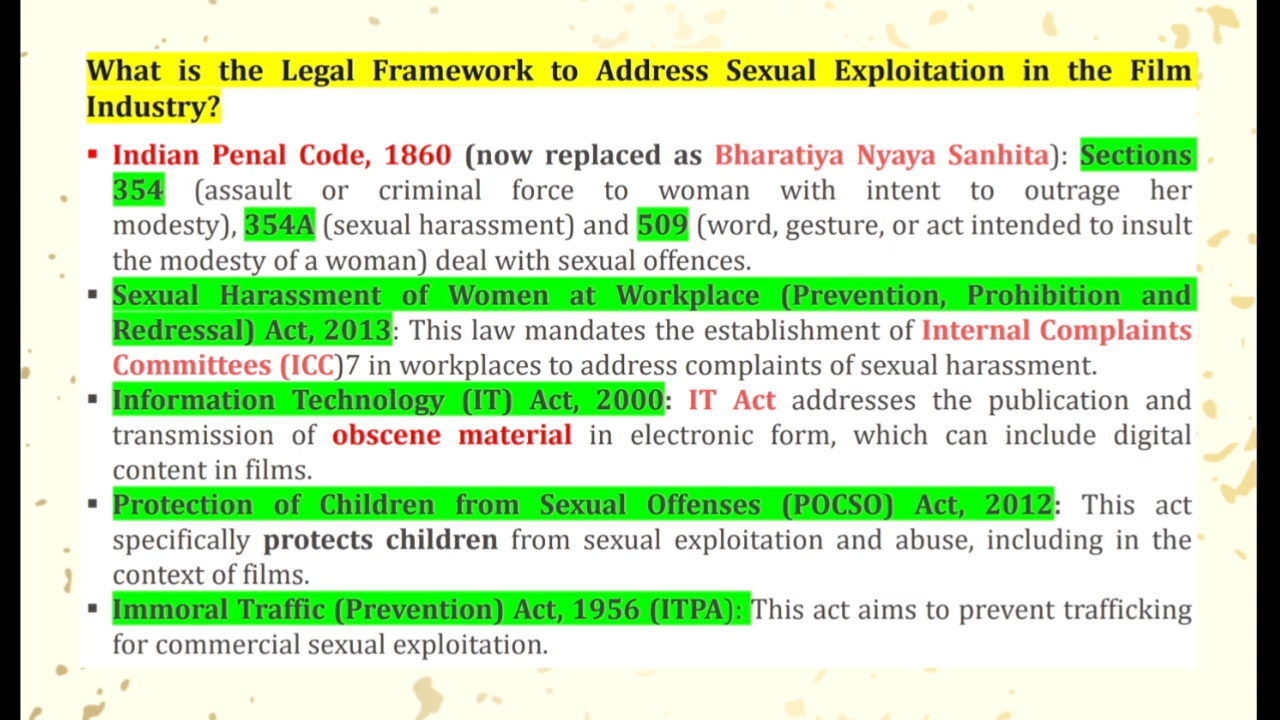 What is the Legal Framework to Address Sexual Exploitation in the Film
Industry?
▪ Indian Penal Code, 1860 (now replaced as Bharatiya Nyaya Sanhita): Sections
354 (assault or criminal force to woman with intent to outrage her
modesty), 354A (sexual harassment) and 509 (word, gesture, or act intended to insult
the modesty of a woman) deal with sexual offences.
▪ Sexual Harassment of Women at Workplace (Prevention, Prohibition and
Redressal) Act, 2013: This law mandates the establishment of Internal Complaints
Committees (ICC)7 in workplaces to address complaints of sexual harassment.
▪ Information Technology (IT) Act, 2000: IT Act addresses the publication and
transmission of obscene material in electronic form, which can include digital
content in films.
▪ Protection of Children from Sexual Offenses (POCSO) Act, 2012: This act
specifically protects children from sexual exploitation and abuse, including in the
context of films.
▪ Immoral Traffic (Prevention) Act, 1956 (ITPA): This act aims to prevent trafficking
for commercial sexual exploitation.